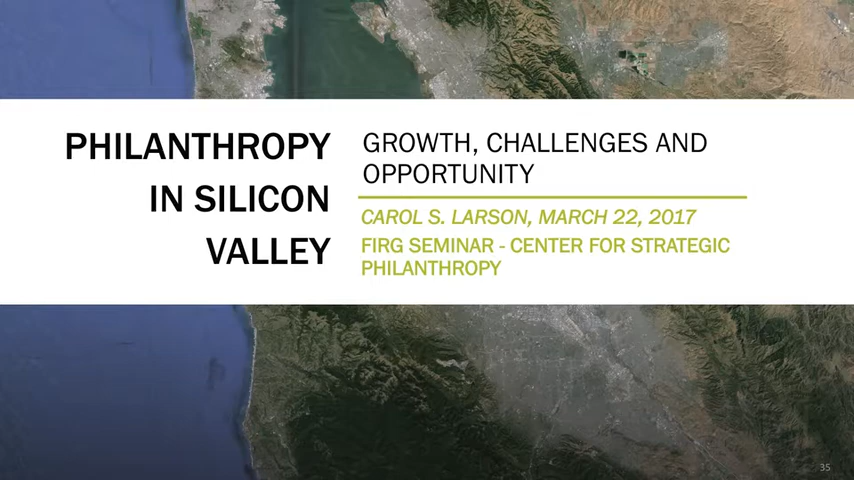 PHILANTHROPY
IN SILICON
VALLEY
GROWTH, CHALLENGES AND
OPPORTUNITY
CAROL S. LARSON, MARCH 22, 2017
FIRG SEMINAR - CENTER FOR STRATEGIC
PHILANTHROPY
35